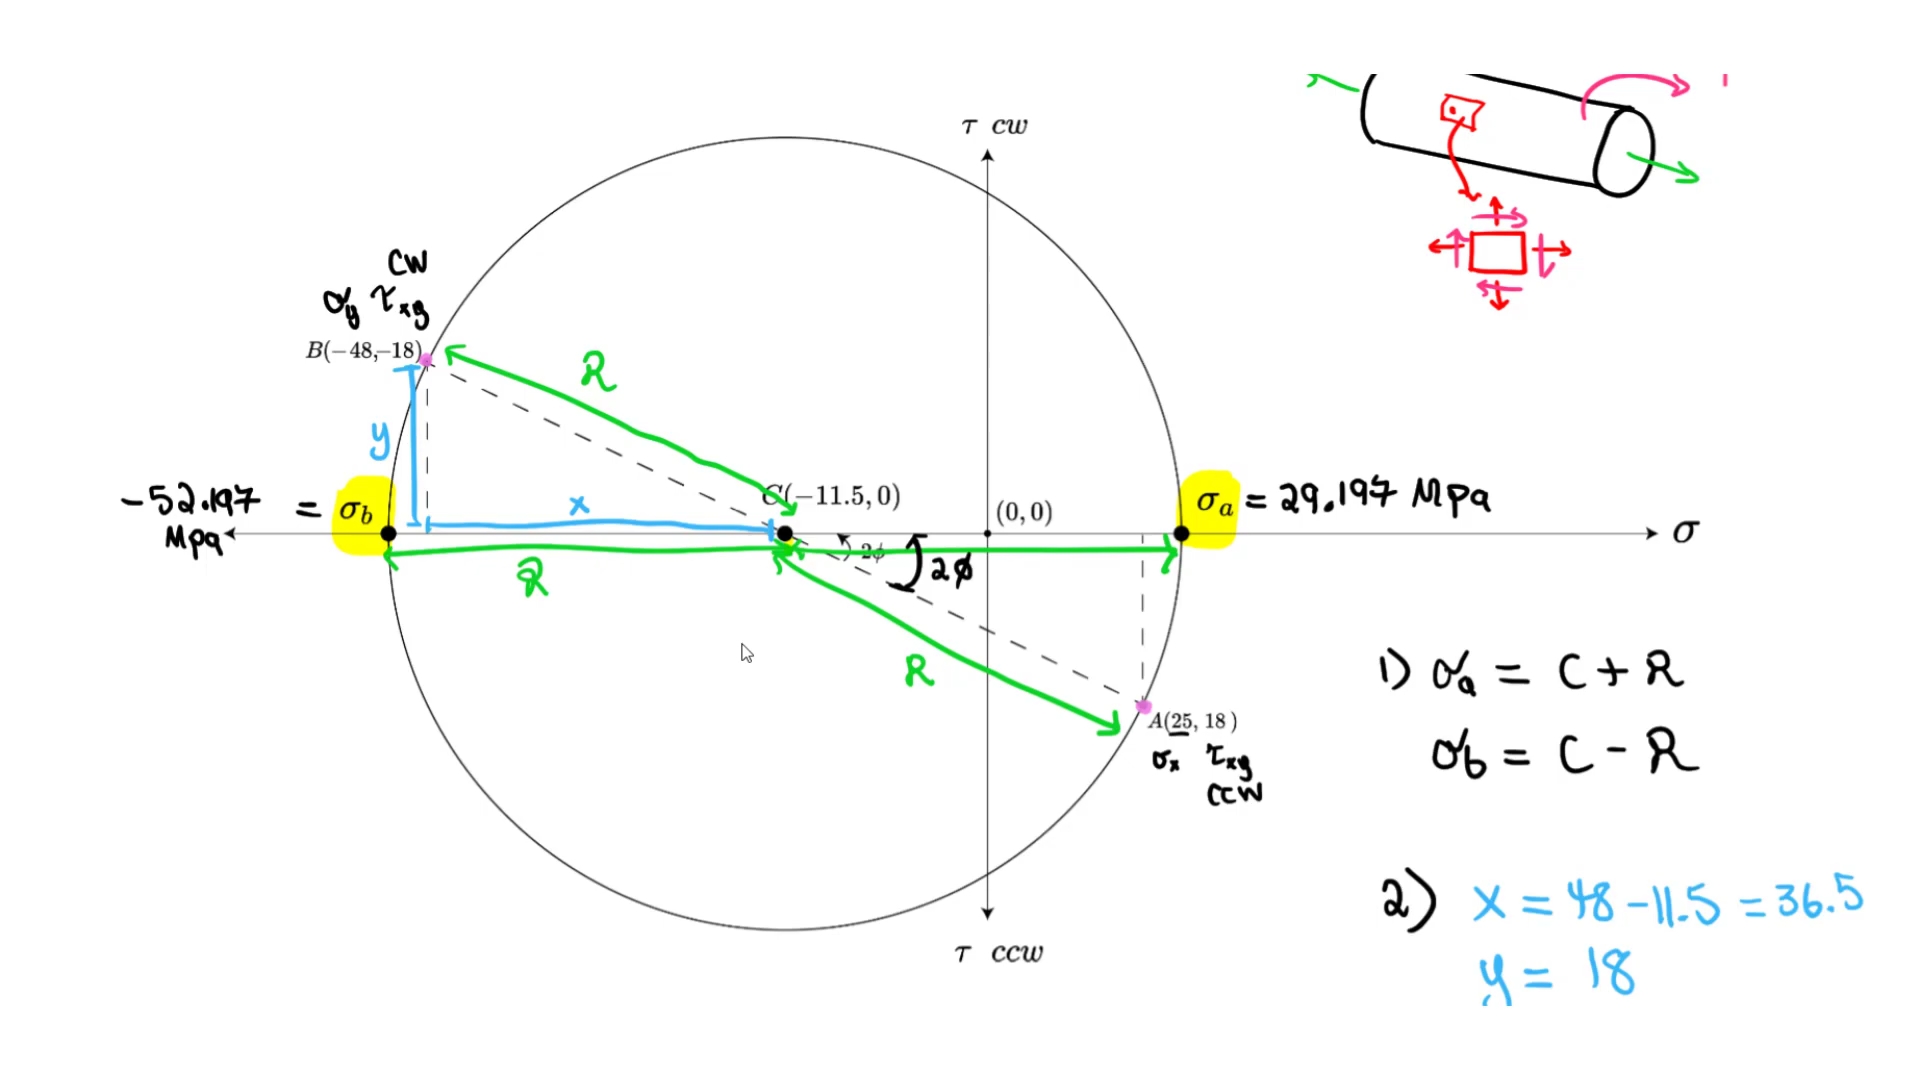 τ cw
CW
σy τxy
B(−48,−18)
R
y
x
C(−11.5, 0)
(0, 0)
-52.197 Mpa = σb
σa = 29.197 Mpa
σ
2ϕ
2ϕ
R
R
A(25, 18 )
σx τxy
CCW
τ ccw
1) σa = C + R
σb = C - R
2) x = 48 -11.5 = 36.5
y = 18